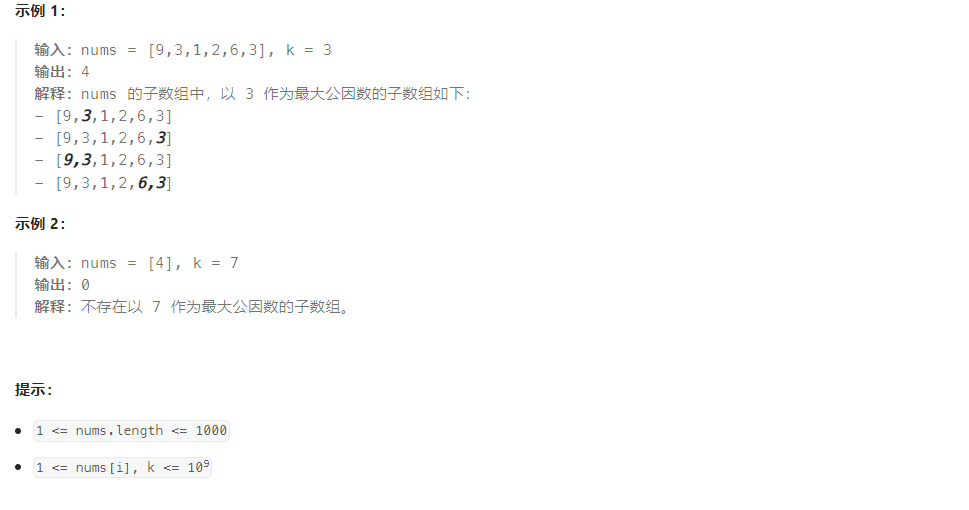 示例 1：
输入：nums = [9,3,1,2,6,3], k = 3
输出：4
解释：nums 的子数组中，以 3 作为最大公因数的子数组如下：
- [9,3,1,2,6,3]
- [9,3,1,2,6,3]
- [9,3,1,2,6,3]
- [9,3,1,2,6,3]
示例 2：
输入：nums = [4], k = 7
输出：0
解释：不存在以 7 作为最大公因数的子数组。
提示：
• 1 <= nums.length <= 1000
• 1 <= nums[i], k <= 10⁹